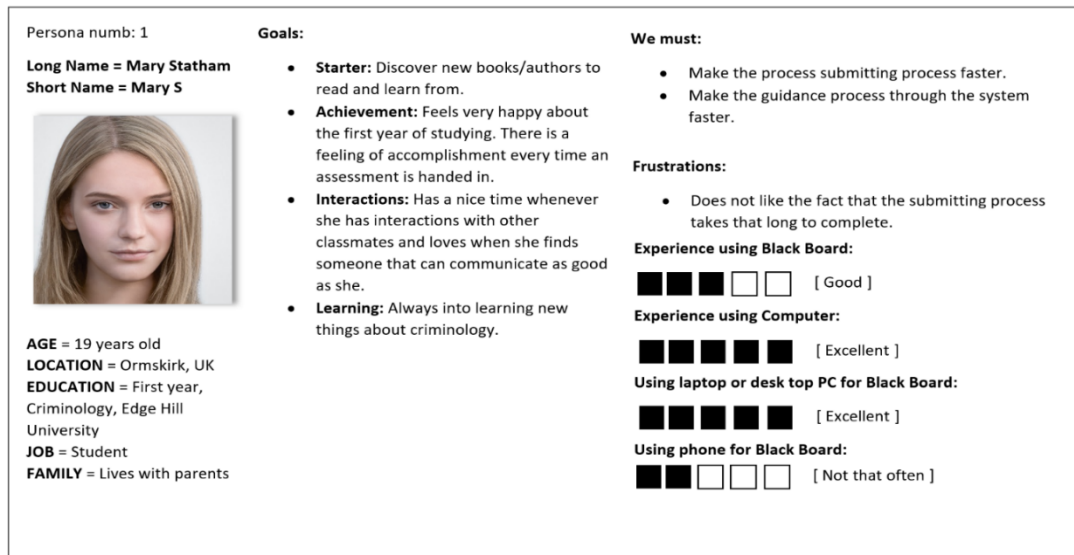 Persona numb: 1
Long Name = Mary Statham
Short Name = Mary S
AGE = 19 years old
LOCATION = Ormskirk, UK
EDUCATION = First year,
Criminology, Edge Hill
University
JOB = Student
FAMILY = Lives with parents
Goals:
• Starter: Discover new books/authors to
read and learn from.
• Achievement: Feels very happy about
the first year of studying. There is a
feeling of accomplishment every time an
assessment is handed in.
• Interactions: Has a nice time whenever
she has interactions with other
classmates and loves when she finds
someone that can communicate as good
as she.
• Learning: Always into learning new
things about criminology.
We must:
• Make the process submitting process faster.
• Make the guidance process through the system
faster.
Frustrations:
• Does not like the fact that the submitting process
takes that long to complete.
Experience using Black Board:
[ Good ]
Experience using Computer:
[ Excellent ]
Using laptop or desk top PC for Black Board:
[ Excellent ]
Using phone for Black Board:
[ Not that often ]